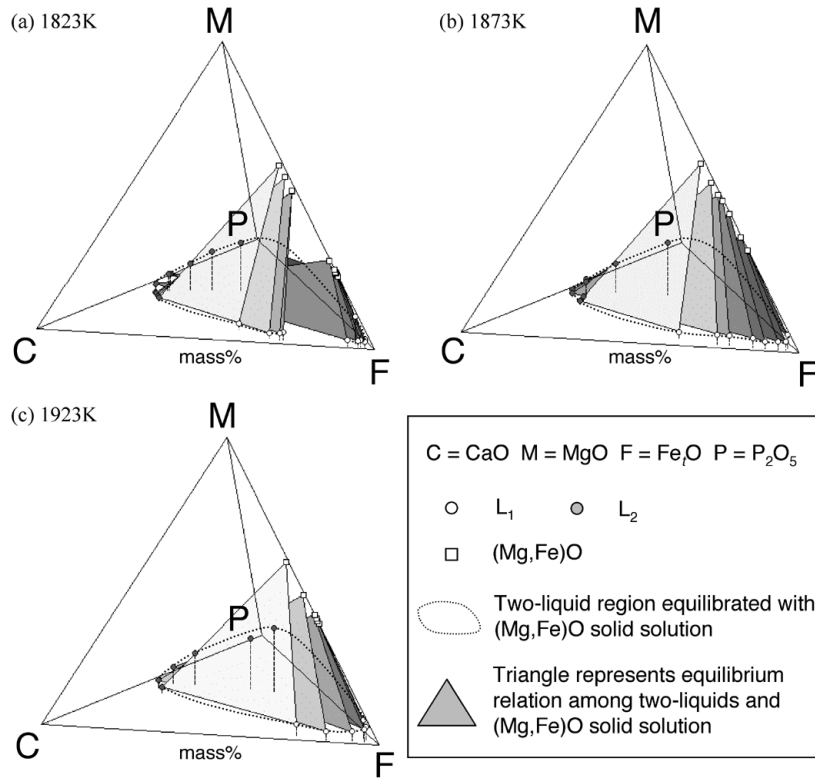 (a) 1823K
M
P
C
mass%
F
(b) 1873K
M
P
C
mass%
F
(c) 1923K
M
P
C
mass%
F
C = CaO M = MgO F = FeₜO P = P₂O₅
L₁ L₂
(Mg,Fe)O
Two-liquid region equilibrated with
(Mg,Fe)O solid solution
Triangle represents equilibrium
relation among two-liquids and
(Mg,Fe)O solid solution